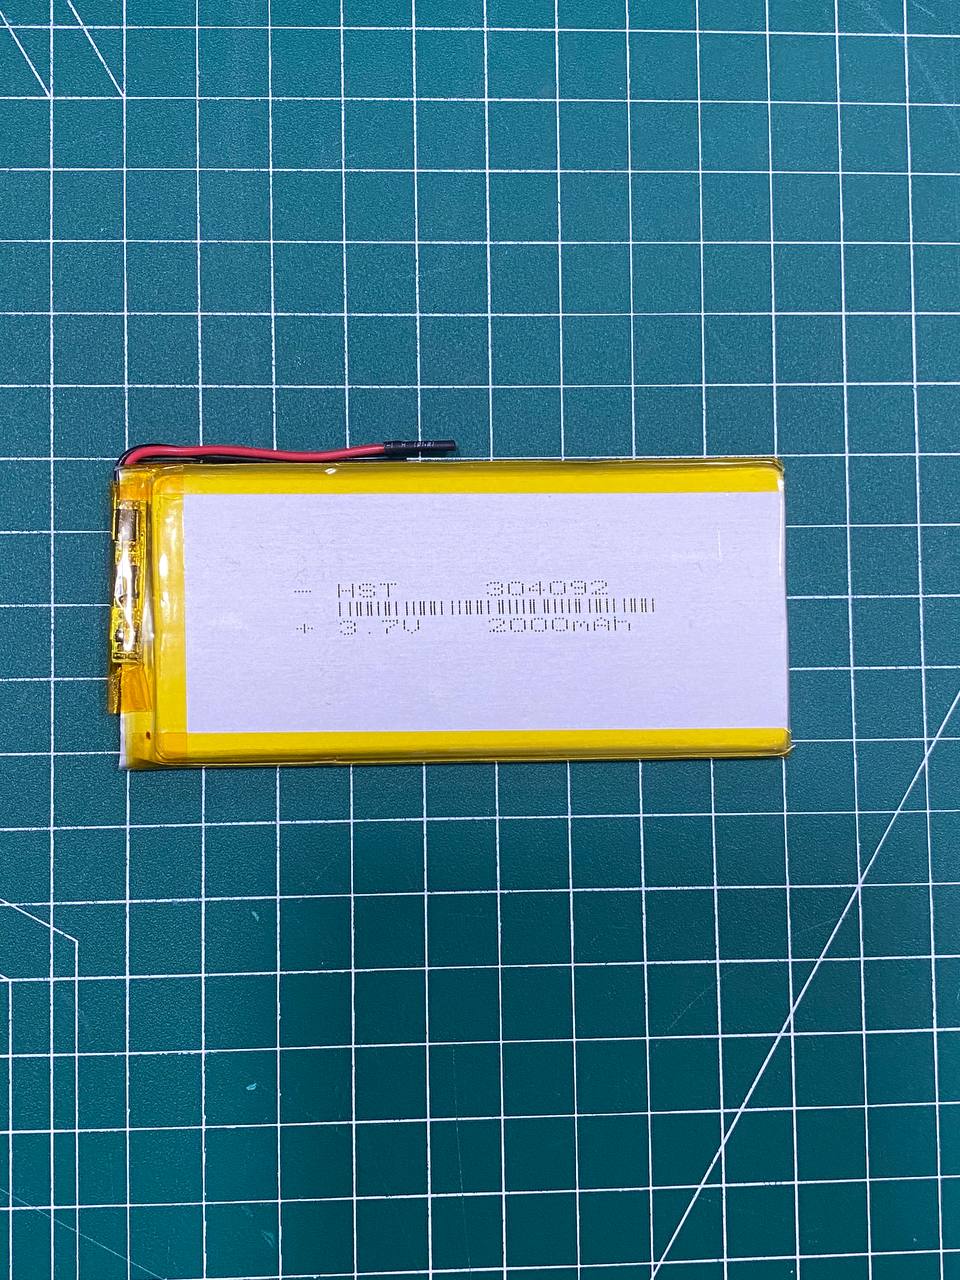 - HST 304092
+ 3.7V 2000mAh